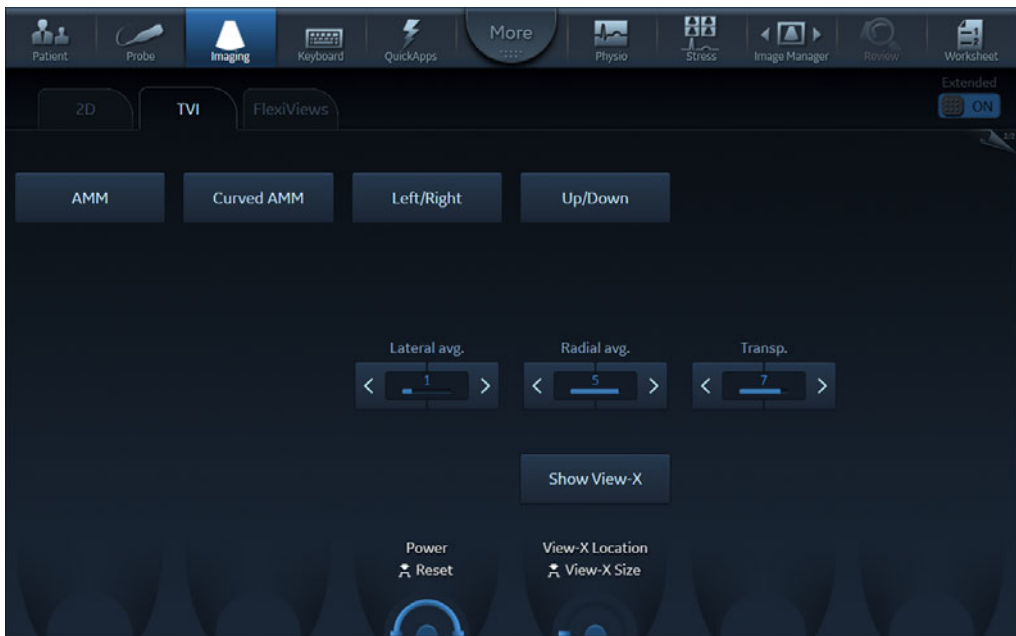 More
Patient
Probe
Imaging
Keyboard
QuickApps
Physio
Stress
Image Manager
Review
Worksheet
Extended
ON
2D
TVI
FlexiViews
2/2
AMM
Curved AMM
Left/Right
Up/Down
Lateral avg.
Radial avg.
Transp.
1
5
7
Show View-X
Power
Reset
View-X Location
View-X Size